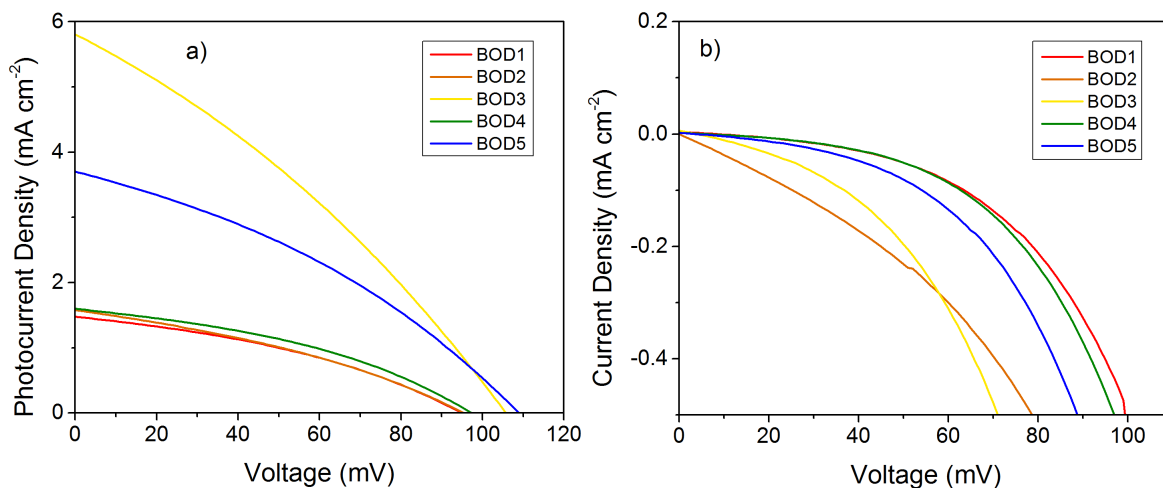 a)
BOD1
BOD2
BOD3
BOD4
BOD5
Photocurrent Density (mA cm-2)
6
4
2
0
0 20 40 60 80 100 120
Voltage (mV)
b)
BOD1
BOD2
BOD3
BOD4
BOD5
Current Density (mA cm-2)
0.2
0.0
-0.2
-0.4
0 20 40 60 80 100
Voltage (mV)